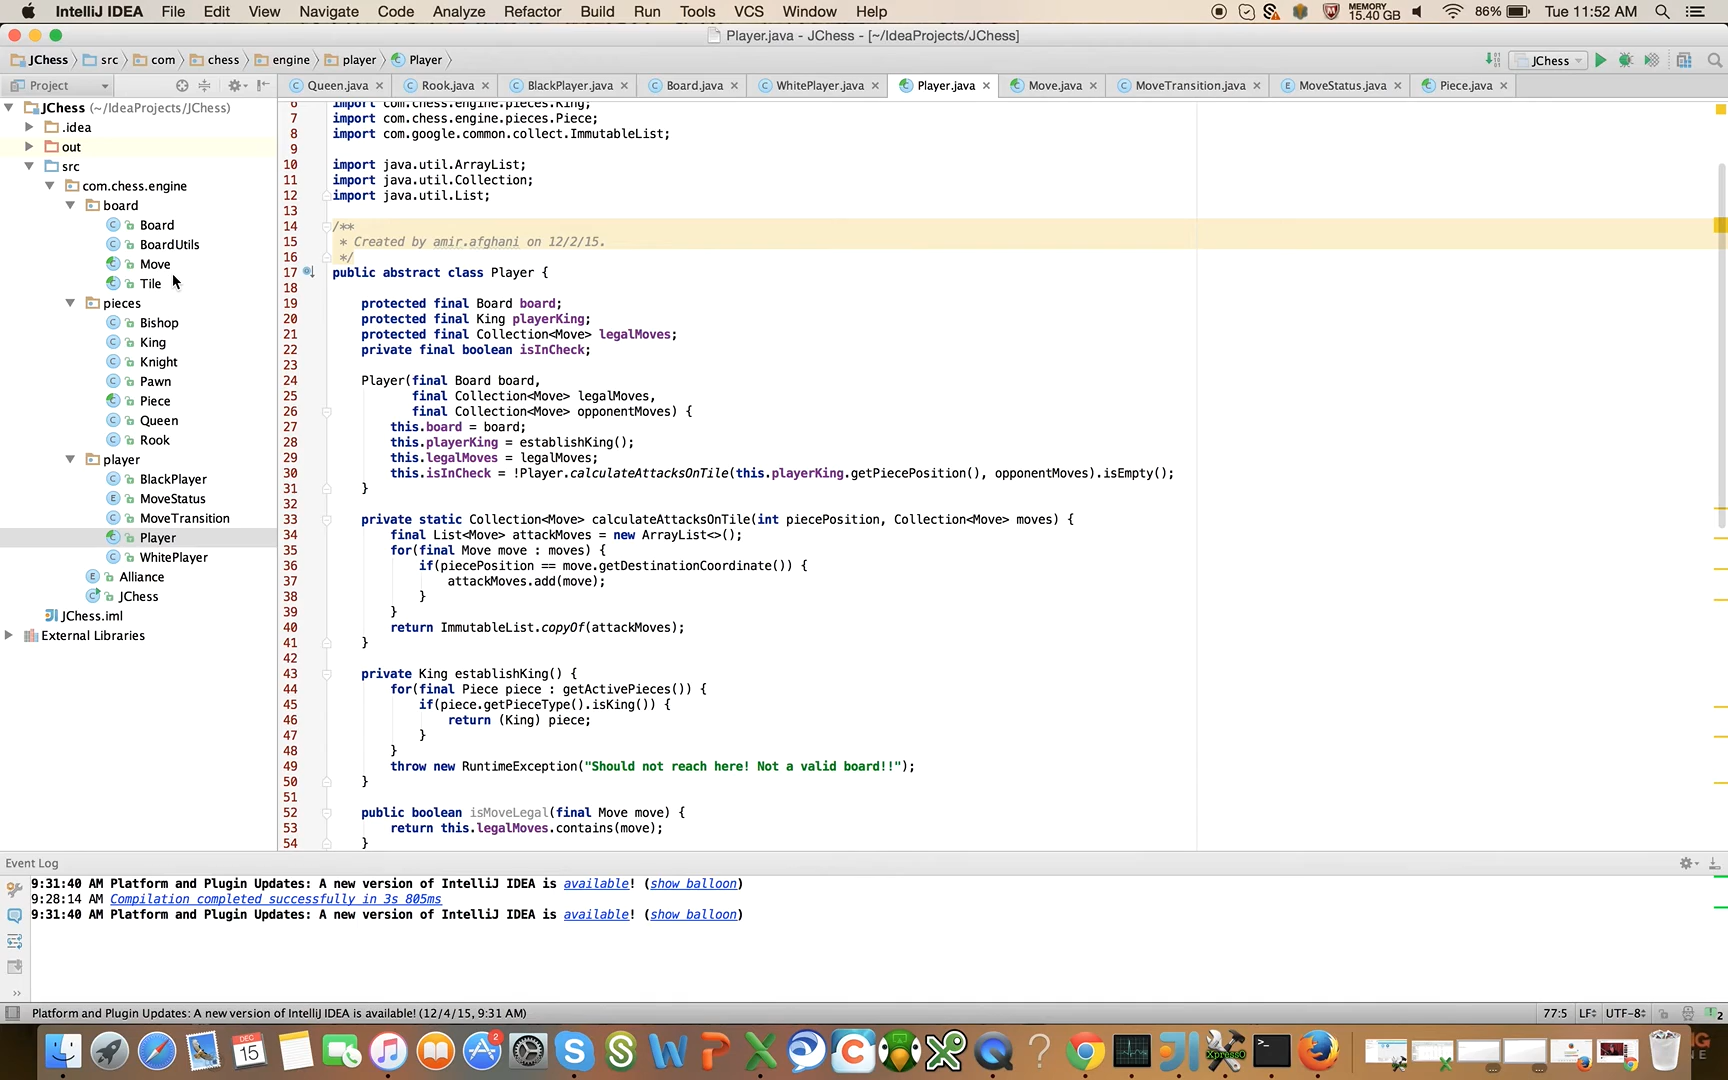 IntelliJ IDEA File Edit View Navigate Code Analyze Refactor Build Run Tools VCS Window Help MEMORY 15.40 GB 86% Tue 11:52 AM
Player.java - JChess - [~/IdeaProjects/JChess]
JChess src com chess engine player Player JChess
Project Queen.java Rook.java BlackPlayer.java Board.java WhitePlayer.java Player.java Move.java MoveTransition.java MoveStatus.java Piece.java
JChess (~/IdeaProjects/JChess)
.idea
out
src
com.chess.engine
board
Board
BoardUtils
Move
Tile
pieces
Bishop
King
Knight
Pawn
Piece
Queen
Rook
player
BlackPlayer
MoveStatus
MoveTransition
Player
WhitePlayer
Alliance
JChess
JChess.iml
External Libraries
6 import com.chess.engine.pieces.King;
7 import com.chess.engine.pieces.Piece;
8 import com.google.common.collect.ImmutableList;
9
10 import java.util.ArrayList;
11 import java.util.Collection;
12 import java.util.List;
13
14 /**
15 * Created by amir.afghani on 12/2/15.
16 */
17 public abstract class Player {
18
19 protected final Board board;
20 protected final King playerKing;
21 protected final Collection<Move> legalMoves;
22 private final boolean isInCheck;
23
24 Player(final Board board,
25 final Collection<Move> legalMoves,
26 final Collection<Move> opponentMoves) {
27 this.board = board;
28 this.playerKing = establishKing();
29 this.legalMoves = legalMoves;
30 this.isInCheck = !Player.calculateAttacksOnTile(this.playerKing.getPiecePosition(), opponentMoves).isEmpty();
31 }
32
33 private static Collection<Move> calculateAttacksOnTile(int piecePosition, Collection<Move> moves) {
34 final List<Move> attackMoves = new ArrayList<>();
35 for(final Move move : moves) {
36 if(piecePosition == move.getDestinationCoordinate()) {
37 attackMoves.add(move);
38 }
39 }
40 return ImmutableList.copyOf(attackMoves);
41 }
42
43 private King establishKing() {
44 for(final Piece piece : getActivePieces()) {
45 if(piece.getPieceType().isKing()) {
46 return (King) piece;
47 }
48 }
49 throw new RuntimeException("Should not reach here! Not a valid board!!");
50 }
51
52 public boolean isMoveLegal(final Move move) {
53 return this.legalMoves.contains(move);
54 }
Event Log
9:31:40 AM Platform and Plugin Updates: A new version of IntelliJ IDEA is available! (show balloon)
9:28:14 AM Compilation completed successfully in 3s 805ms
9:31:40 AM Platform and Plugin Updates: A new version of IntelliJ IDEA is available! (show balloon)
Platform and Plugin Updates: A new version of IntelliJ IDEA is available! (12/4/15, 9:31 AM) 77:5 LF UTF-8 2
DEC 15 2